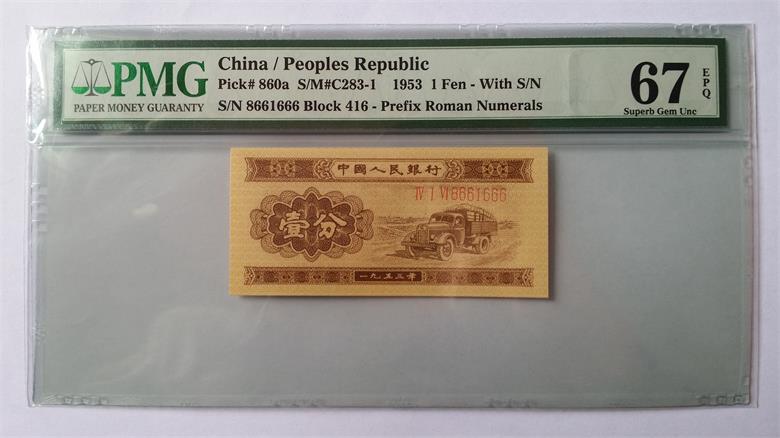 PMG
PAPER MONEY GUARANTY
China / Peoples Republic
Pick# 860a S/M#C283-1 1953 1 Fen - With S/N
S/N 8661666 Block 416 - Prefix Roman Numerals
67
EPQ
Superb Gem Unc
中國人民銀行
Ⅳ Ⅰ Ⅵ 8661666
壹分
一九五三年